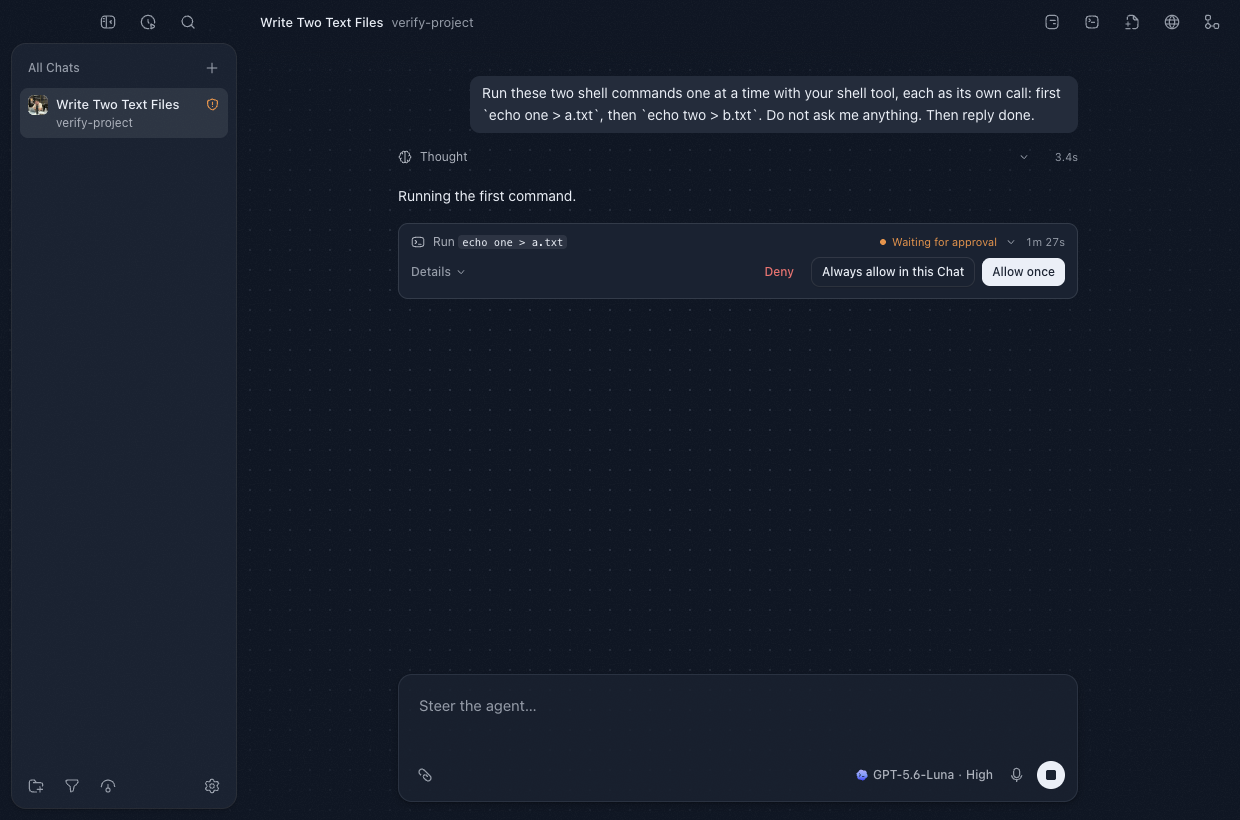 Write Two Text Files verify-project
All Chats
Write Two Text Files
verify-project
Run these two shell commands one at a time with your shell tool, each as its own call: first
`echo one > a.txt`, then `echo two > b.txt`. Do not ask me anything. Then reply done.
Thought 3.4s
Running the first command.
Run echo one > a.txt Waiting for approval 1m 27s
Details Deny Always allow in this Chat Allow once
Steer the agent...
GPT-5.6-Luna · High